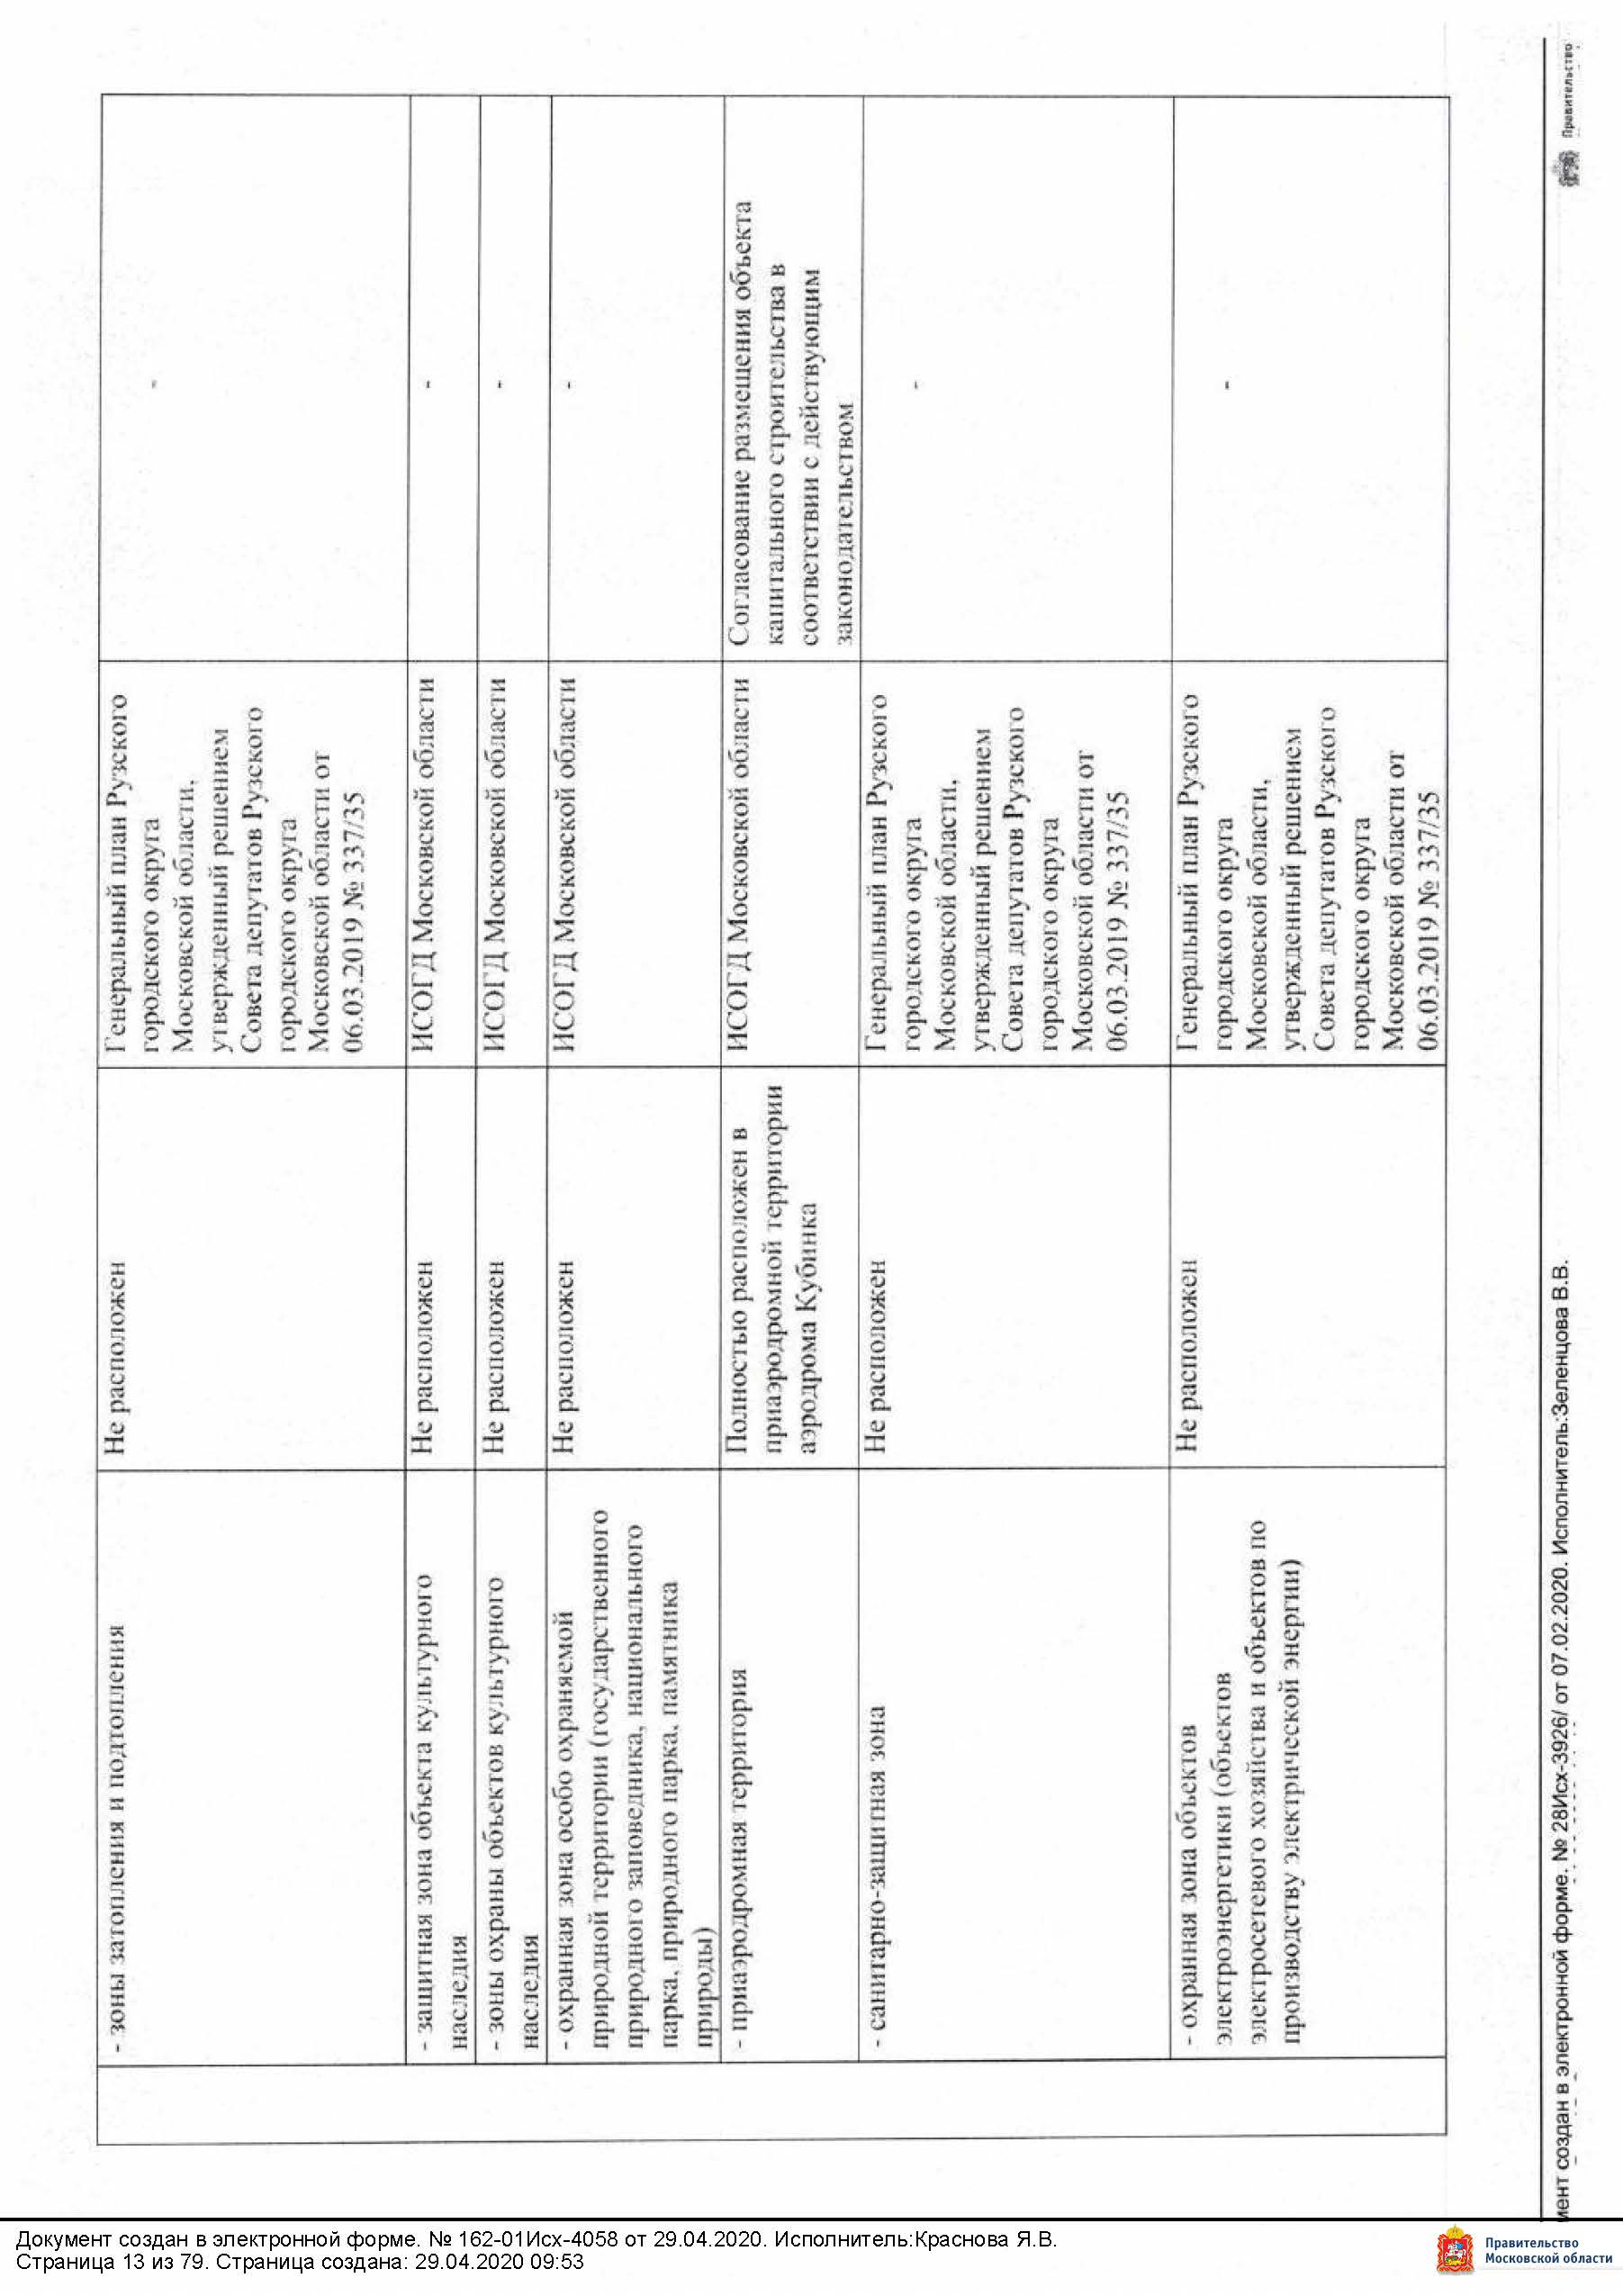 - зоны затопления и подтопления
Не расположен
Генеральный план Рузского
городского округа
Московской области,
утвержденный решением
Совета депутатов Рузского
городского округа
Московской области от
06.03.2019 № 337/35
-
- защитная зона объекта культурного
наследия
Не расположен
ИСОГД Московской области
-
- зоны охраны объектов культурного
наследия
Не расположен
ИСОГД Московской области
-
- охранная зона особо охраняемой
природной территории (государственного
природного заповедника, национального
парка, природного парка, памятника
природы)
Не расположен
ИСОГД Московской области
-
- приаэродромная территория
Полностью расположен в
приаэродромной территории
аэродрома Кубинка
ИСОГД Московской области
Согласование размещения объекта
капитального строительства в
соответствии с действующим
законодательством
- санитарно-защитная зона
Не расположен
Генеральный план Рузского
городского округа
Московской области,
утвержденный решением
Совета депутатов Рузского
городского округа
Московской области от
06.03.2019 № 337/35
-
- охранная зона объектов
электроэнергетики (объектов
электросетевого хозяйства и объектов по
производству электрической энергии)
Не расположен
Генеральный план Рузского
городского округа
Московской области,
утвержденный решением
Совета депутатов Рузского
городского округа
Московской области от
06.03.2019 № 337/35
-
мент создан в электронной форме. № 28Исх-3926/ от 07.02.2020. Исполнитель:Зеленцова В.В.
Правительство
Документ создан в электронной форме. № 162-01Исх-4058 от 29.04.2020. Исполнитель:Краснова Я.В.
Страница 13 из 79. Страница создана: 29.04.2020 09:53
Правительство
Московской области